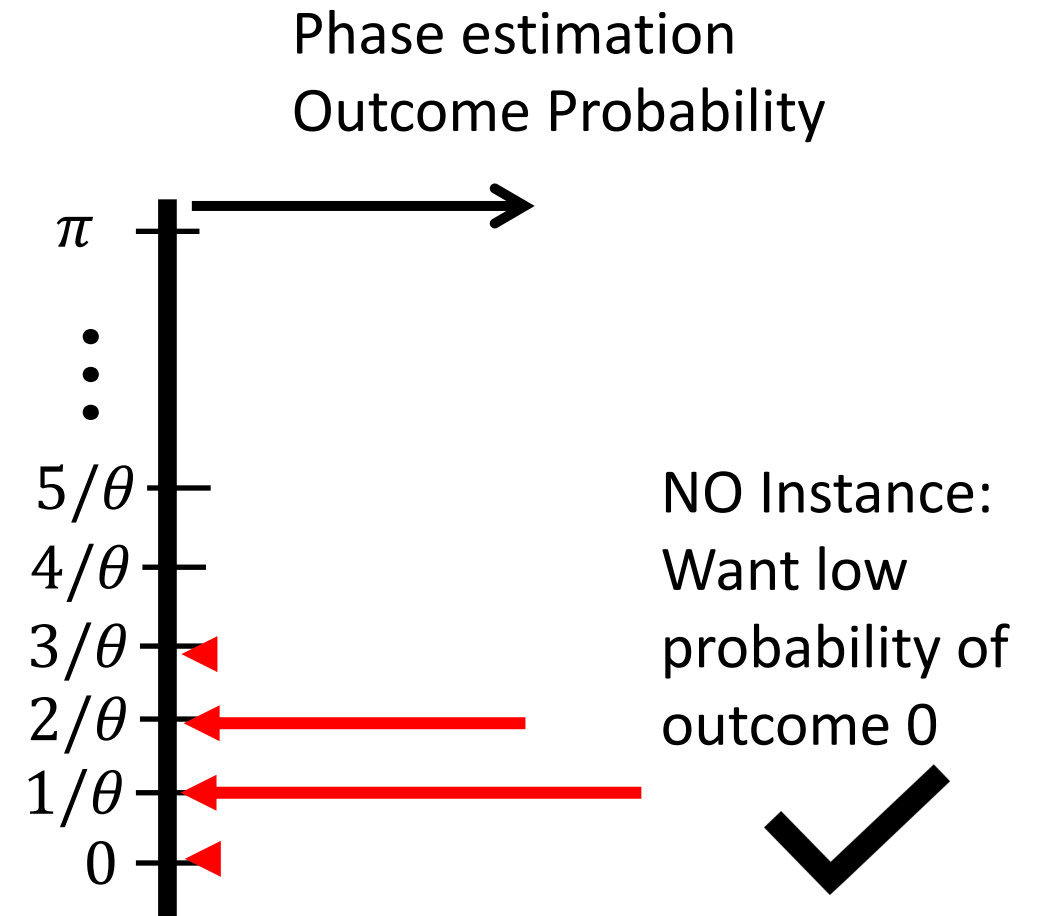 Phase estimation
Outcome Probability
π
⋮
5/θ
4/θ
3/θ
2/θ
1/θ
0
NO Instance:
Want low
probability of
outcome 0